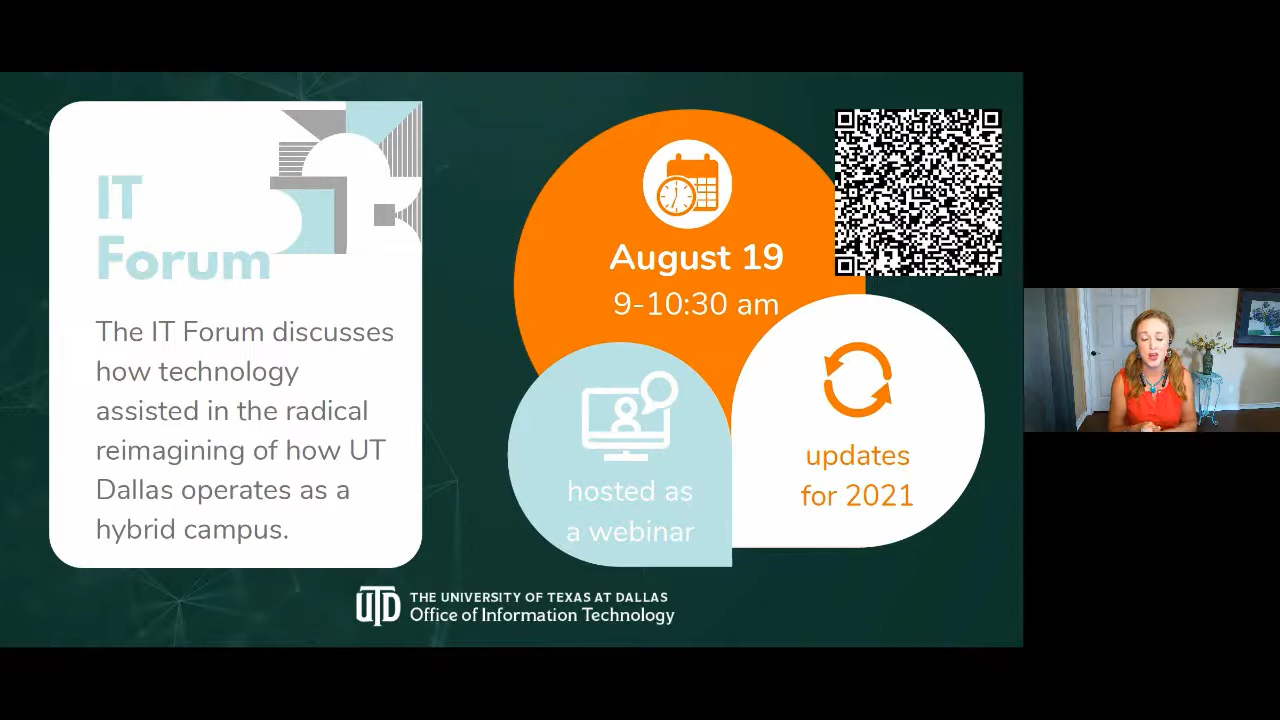 IT
Forum
The IT Forum discusses
how technology
assisted in the radical
reimagining of how UT
Dallas operates as a
hybrid campus.
August 19
9-10:30 am
hosted as
a webinar
updates
for 2021
UTD
THE UNIVERSITY OF TEXAS AT DALLAS
Office of Information Technology